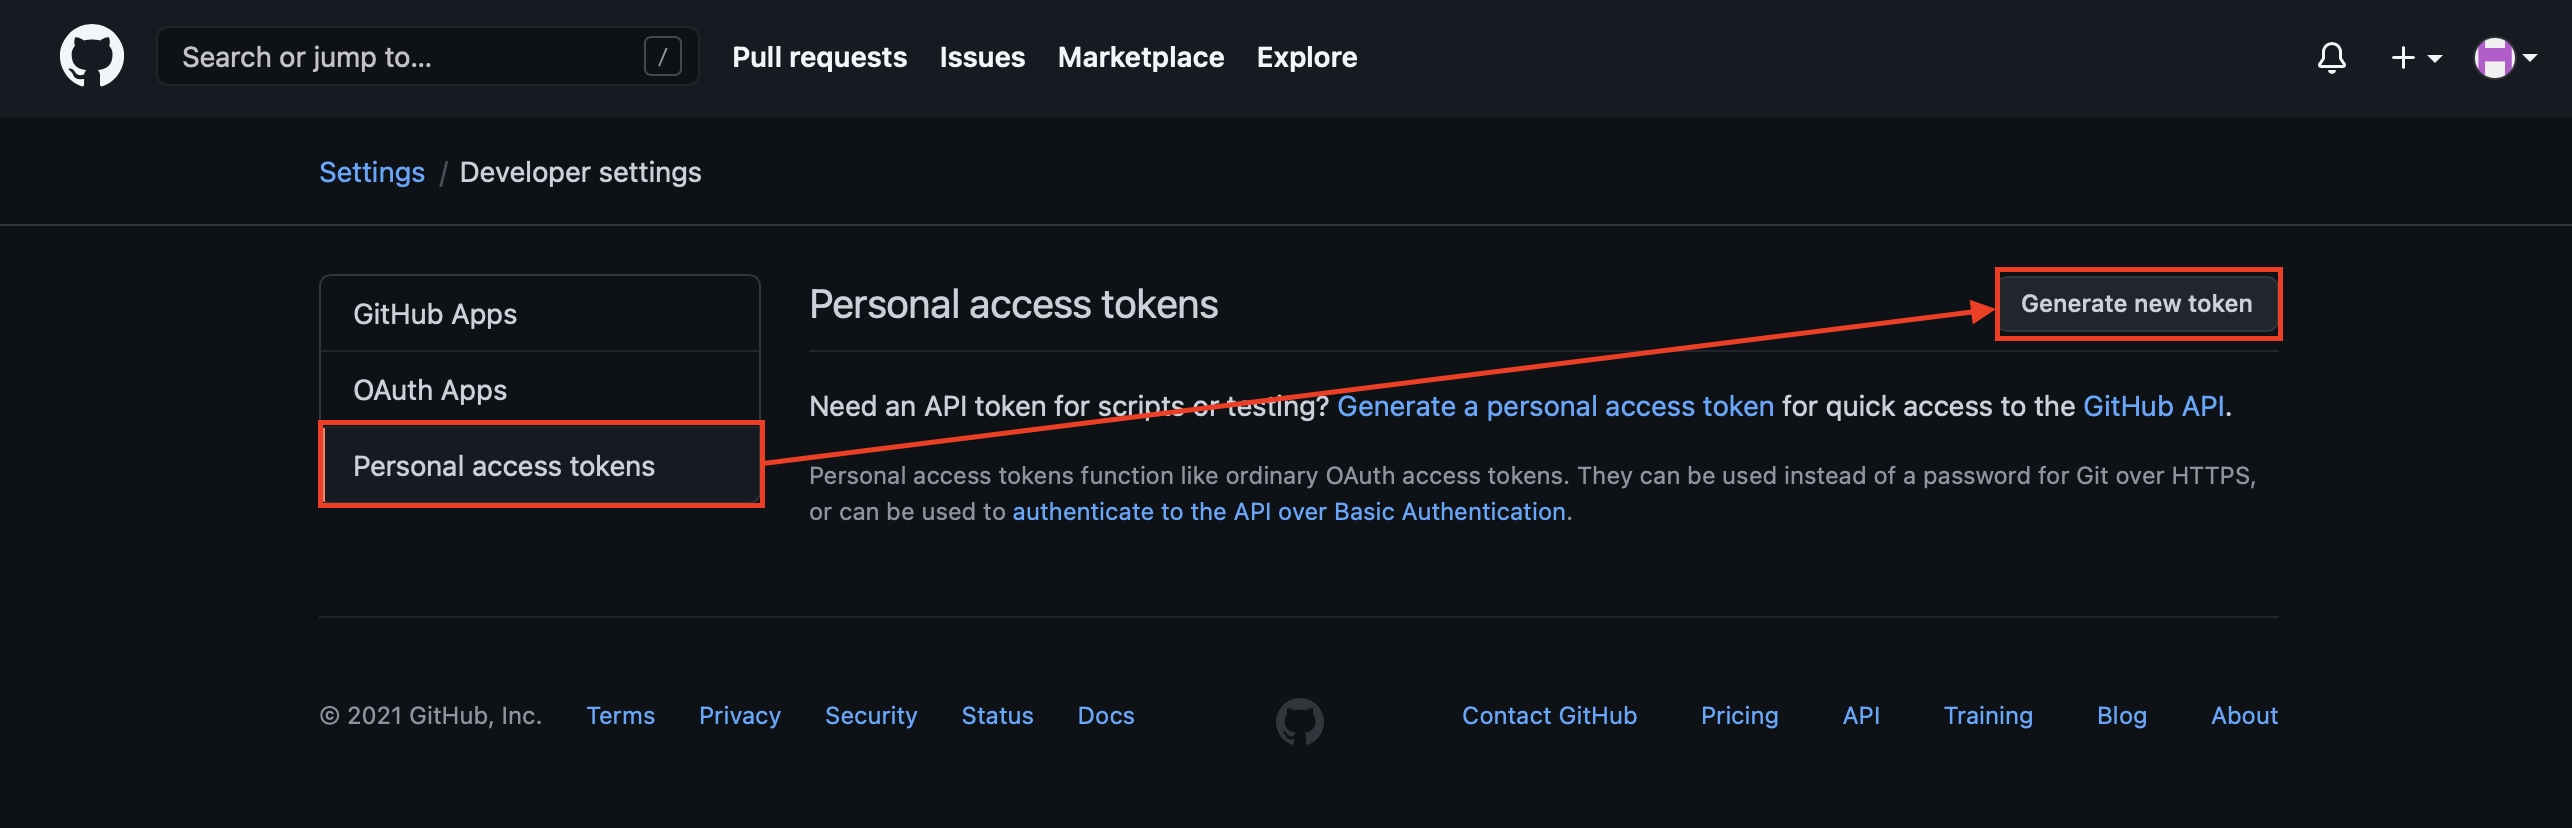 Search or jump to... /
Pull requests Issues Marketplace Explore
Settings / Developer settings
GitHub Apps
OAuth Apps
Personal access tokens
Personal access tokens
Generate new token
Need an API token for scripts or testing? Generate a personal access token for quick access to the GitHub API.
Personal access tokens function like ordinary OAuth access tokens. They can be used instead of a password for Git over HTTPS,
or can be used to authenticate to the API over Basic Authentication.
© 2021 GitHub, Inc. Terms Privacy Security Status Docs Contact GitHub Pricing API Training Blog About